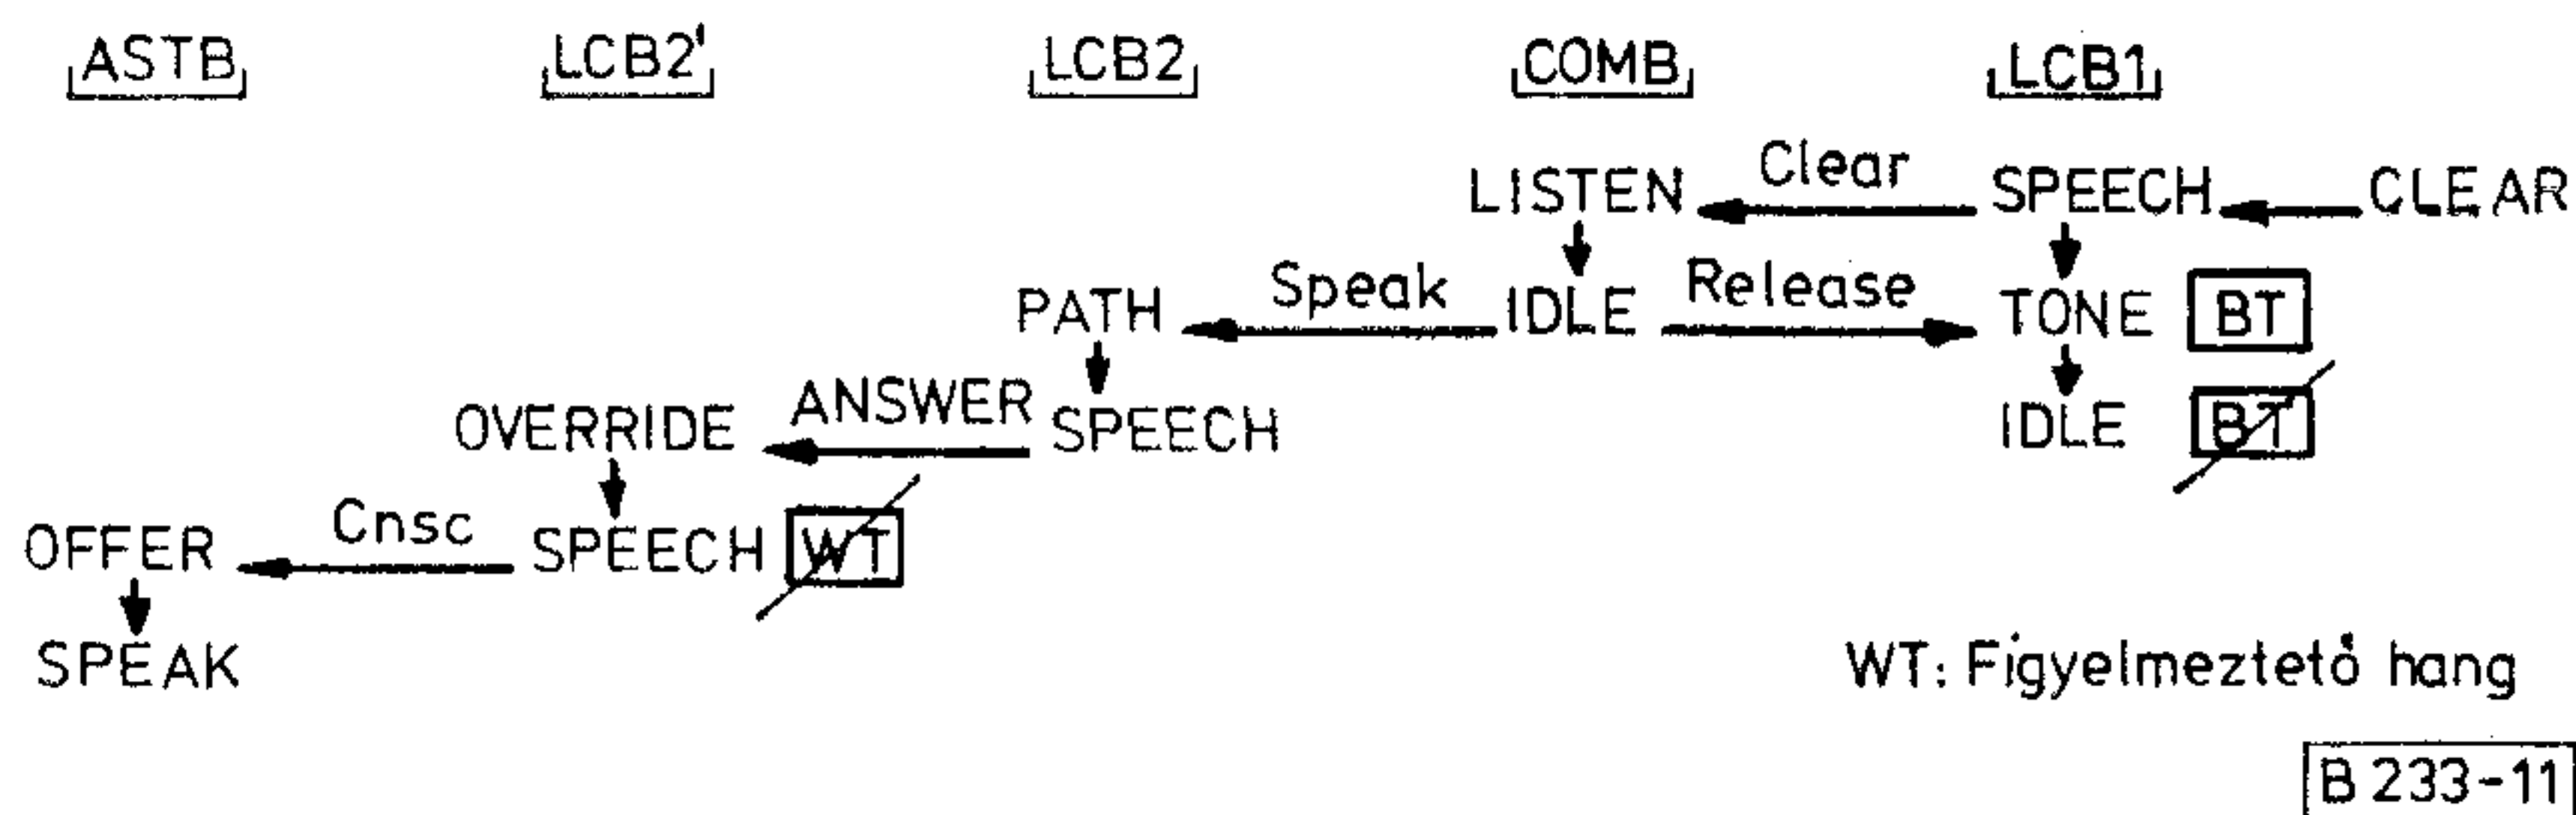 ASTB LCB2' LCB2 COMB LCB1
Clear
LISTEN SPEECH CLEAR
Speak Release
PATH IDLE TONE BT
ANSWER
OVERRIDE SPEECH IDLE BT
Cnsc
OFFER SPEECH WT
SPEAK
WT: Figyelmeztető hang
B 233-11